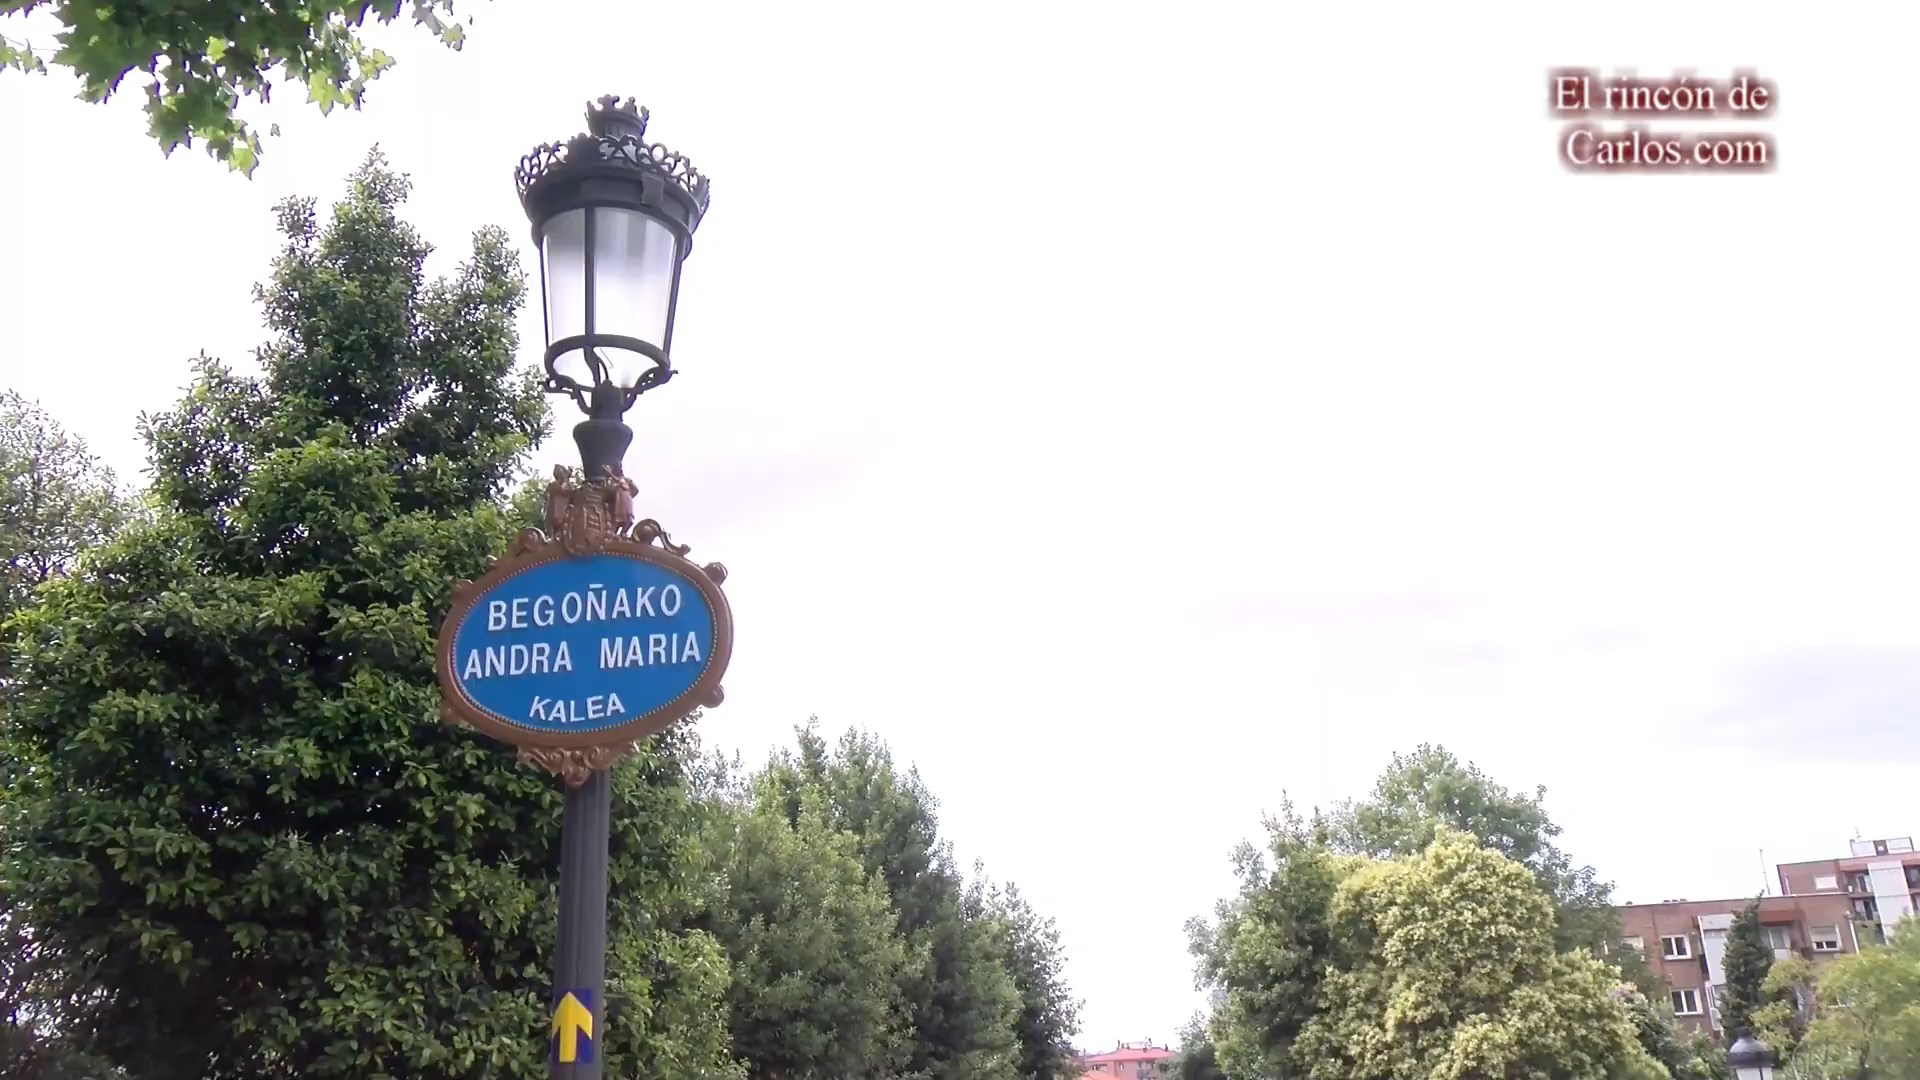 El rincón de
Carlos.com
BEGOÑAKO
ANDRA MARIA
KALEA